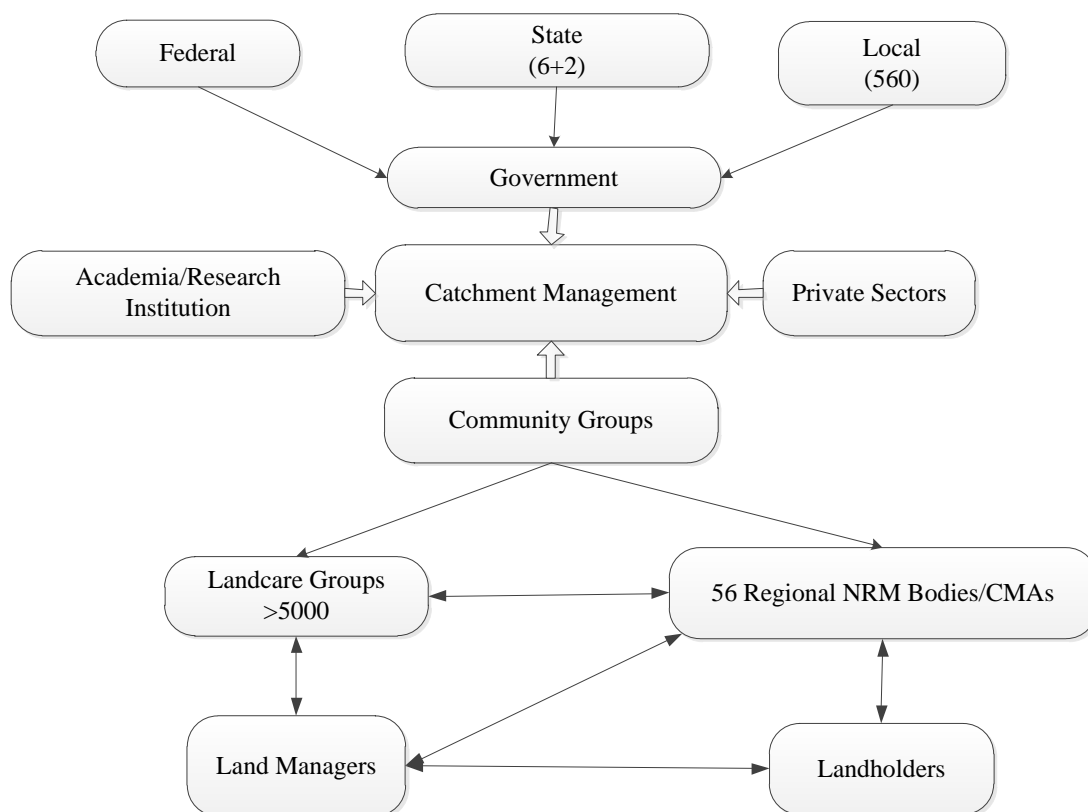 Federal
State
(6+2)
Local
(560)
Government
Academia/Research
Institution
Catchment Management
Private Sectors
Community Groups
Landcare Groups
>5000
56 Regional NRM Bodies/CMAs
Land Managers
Landholders